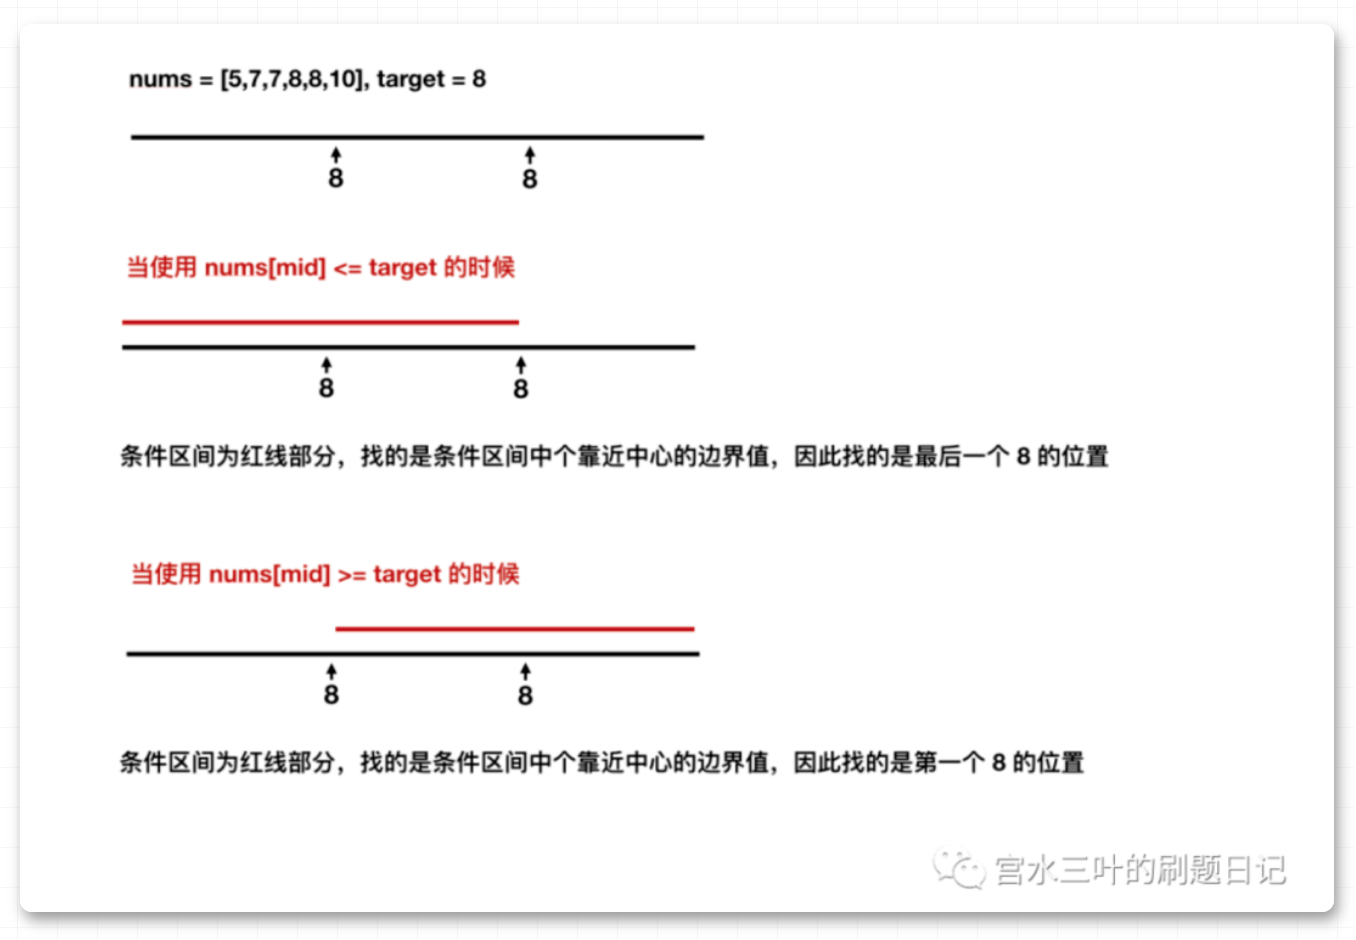 nums = [5,7,7,8,8,10], target = 8
8 8
当使用 nums[mid] <= target 的时候
8 8
条件区间为红线部分，找的是条件区间中个靠近中心的边界值，因此找的是最后一个 8 的位置
当使用 nums[mid] >= target 的时候
8 8
条件区间为红线部分，找的是条件区间中个靠近中心的边界值，因此找的是第一个 8 的位置
宫水三叶的刷题日记